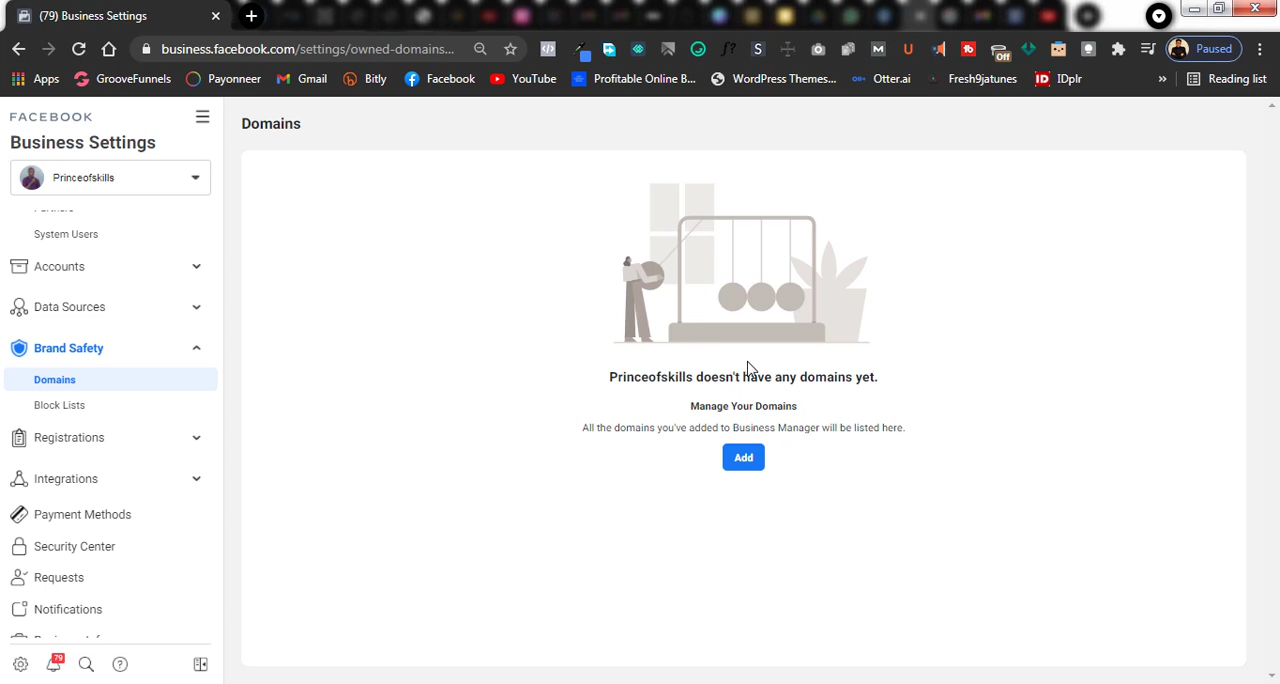 (79) Business Settings
business.facebook.com/settings/owned-domains...
Paused
Apps
GrooveFunnels
Payonneer
Gmail
Bitly
Facebook
YouTube
Profitable Online B...
WordPress Themes...
Otter.ai
Fresh9jatunes
IDplr
»
Reading list
FACEBOOK
Business Settings
Princeofskills
System Users
Accounts
Data Sources
Brand Safety
Domains
Block Lists
Registrations
Integrations
Payment Methods
Security Center
Requests
Notifications
79
Domains
Princeofskills doesn't have any domains yet.
Manage Your Domains
All the domains you've added to Business Manager will be listed here.
Add